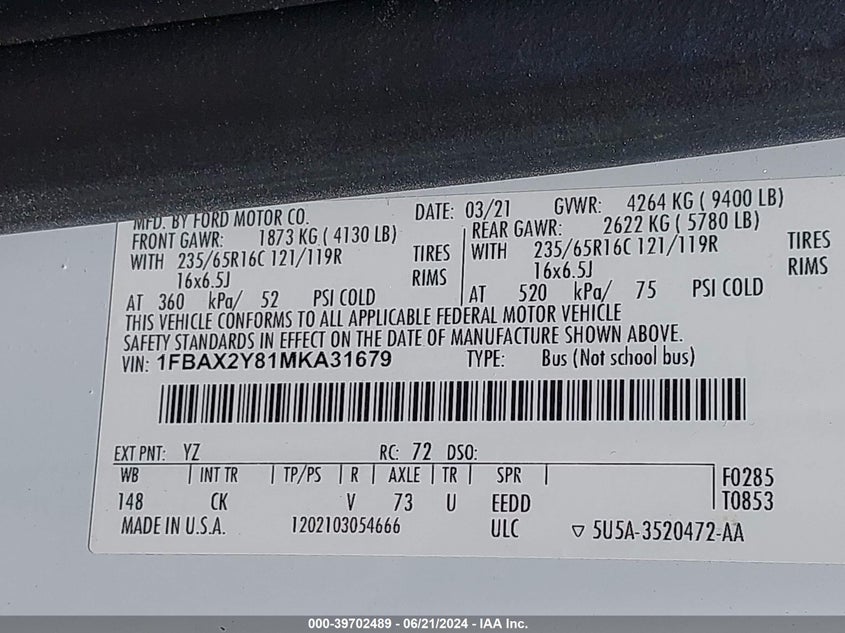 MFD. BY FORD MOTOR CO. DATE: 03/21 GVWR: 4264 KG ( 9400 LB)
FRONT GAWR: 1873 KG ( 4130 LB) REAR GAWR: 2622 KG ( 5780 LB)
WITH 235/65R16C 121/119R TIRES WITH 235/65R16C 121/119R TIRES
16x6.5J RIMS 16x6.5J RIMS
AT 360 kPa/ 52 PSI COLD AT 520 kPa/ 75 PSI COLD
THIS VEHICLE CONFORMS TO ALL APPLICABLE FEDERAL MOTOR VEHICLE
SAFETY STANDARDS IN EFFECT ON THE DATE OF MANUFACTURE SHOWN ABOVE.
VIN: 1FBAX2Y81MKA31679 TYPE: Bus (Not school bus)
EXT PNT: YZ RC: 72 DSO:
WB INT TR TP/PS R AXLE TR SPR F0285
148 CK V 73 U EEDD T0853
MADE IN U.S.A. 1202103054666 ULC ▽ 5U5A-3520472-AA
000-39702489 - 06/21/2024 - IAA Inc.